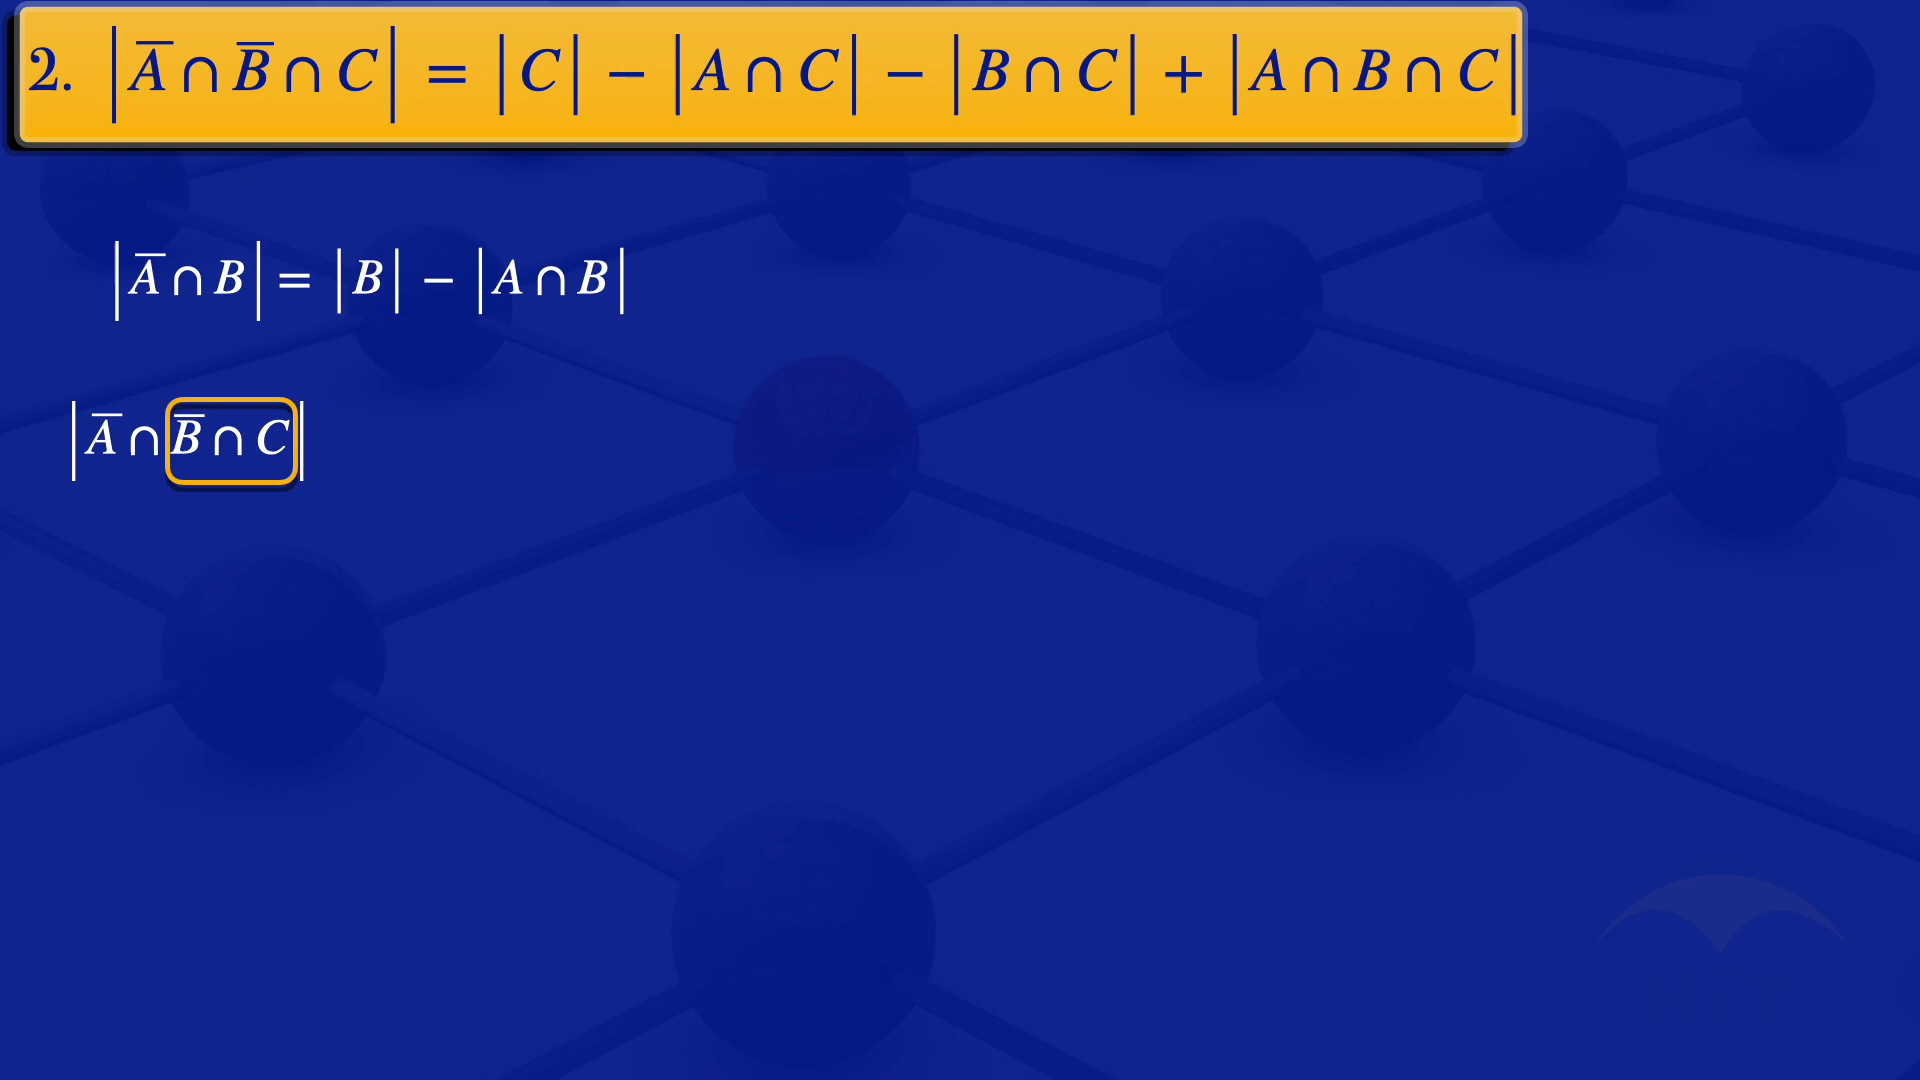 2. |A̅ ∩ B̅ ∩ C| = |C| − |A ∩ C| − |B ∩ C| + |A ∩ B ∩ C|
|A̅ ∩ B| = |B| − |A ∩ B|
|A̅ ∩ B̅ ∩ C|